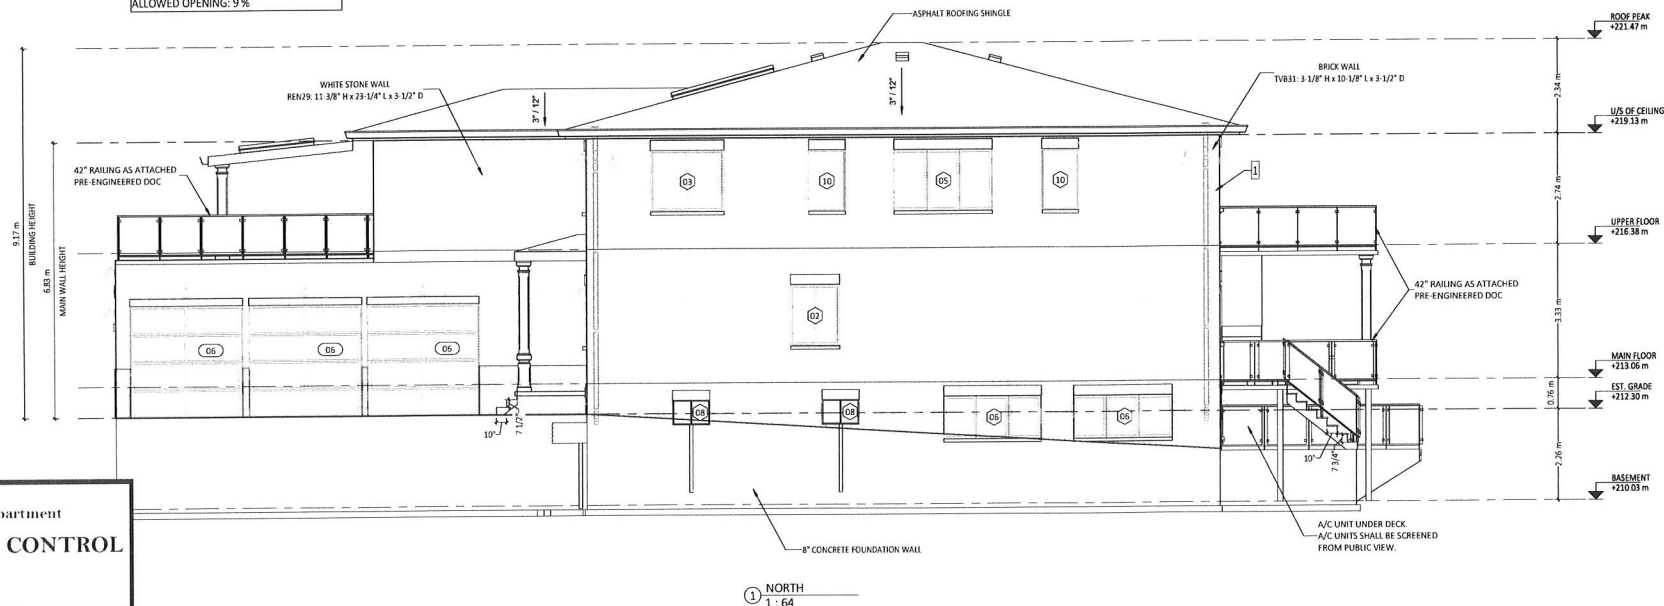 ALLOWED OPENING: 9 %
ASPHALT ROOFING SHINGLE
ROOF PEAK
+221.47 m
WHITE STONE WALL
REN29: 11-3/8" H x 23-1/4" L x 3-1/2" D
BRICK WALL
TVB31: 3-1/8" H x 10-1/8" L x 3-1/2" D
3" / 12"
3" / 12"
2.34 m
U/S OF CEILING
+219.13 m
42" RAILING AS ATTACHED
PRE-ENGINEERED DOC
03
10
05
10
1
2.74 m
9.17 m
BUILDING HEIGHT
6.83 m
MAIN WALL HEIGHT
UPPER FLOOR
+216.38 m
42" RAILING AS ATTACHED
PRE-ENGINEERED DOC
02
3.33 m
06
06
06
MAIN FLOOR
+213.06 m
0.76 m
EST. GRADE
+212.30 m
08
08
06
06
10"
7 1/2"
10"
7 3/4"
2.26 m
BASEMENT
+210.03 m
partment
CONTROL
A/C UNIT UNDER DECK.
A/C UNITS SHALL BE SCREENED
FROM PUBLIC VIEW.
8" CONCRETE FOUNDATION WALL
1 NORTH
1 : 64